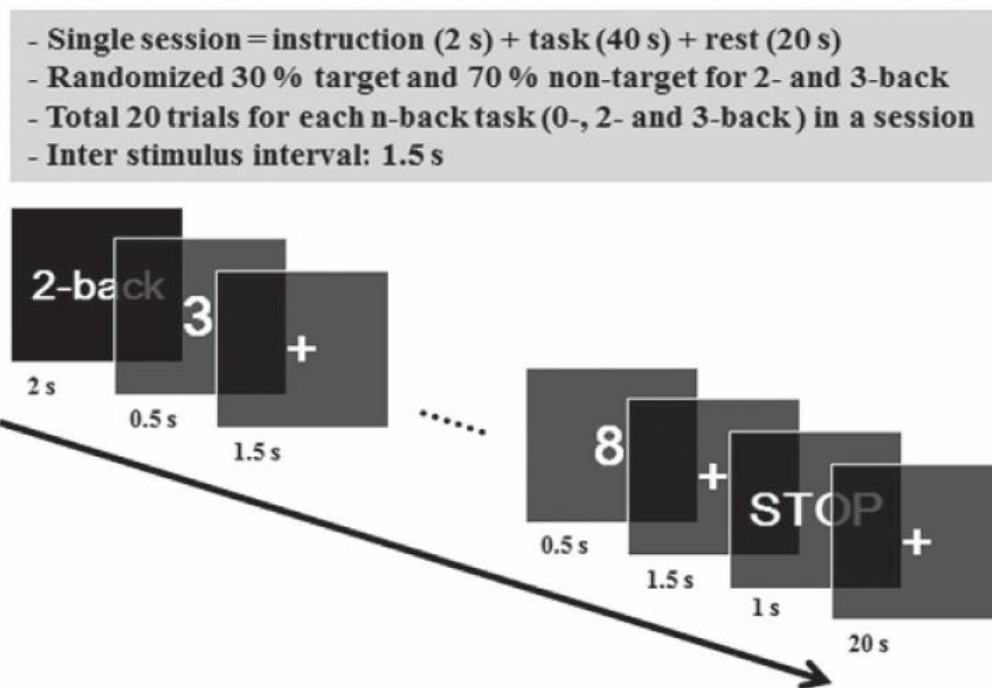 - Single session = instruction (2 s) + task (40 s) + rest (20 s)
- Randomized 30 % target and 70 % non-target for 2- and 3-back
- Total 20 trials for each n-back task (0-, 2- and 3-back) in a session
- Inter stimulus interval: 1.5 s
2-back
3
+
2 s
0.5 s
1.5 s
......
8
+
STOP
+
0.5 s
1.5 s
1 s
20 s